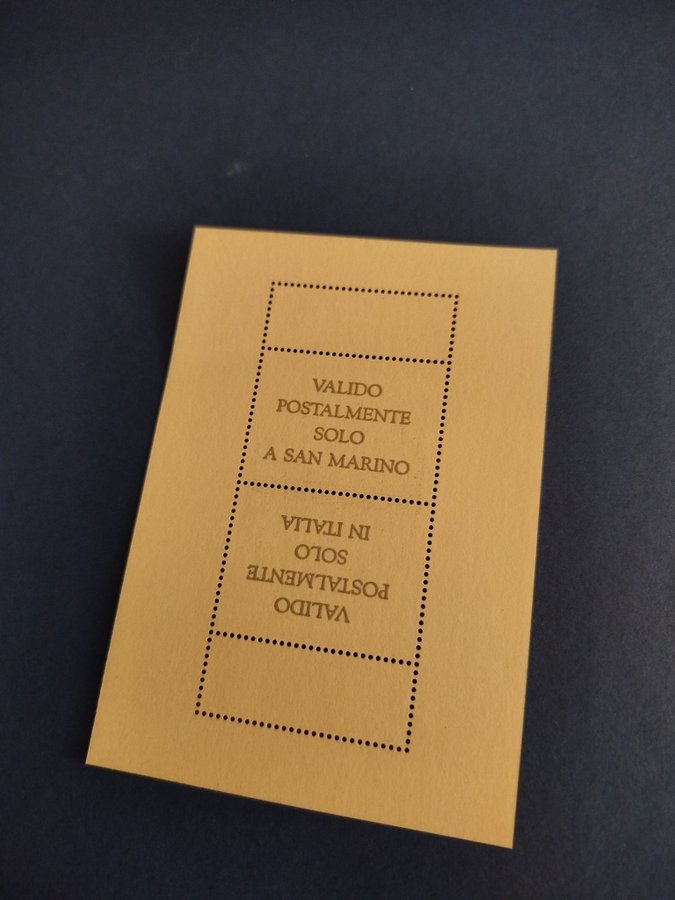 VALIDO
POSTALMENTE
SOLO
A SAN MARINO
VALIDO
POSTALMENTE
SOLO
IN ITALIA